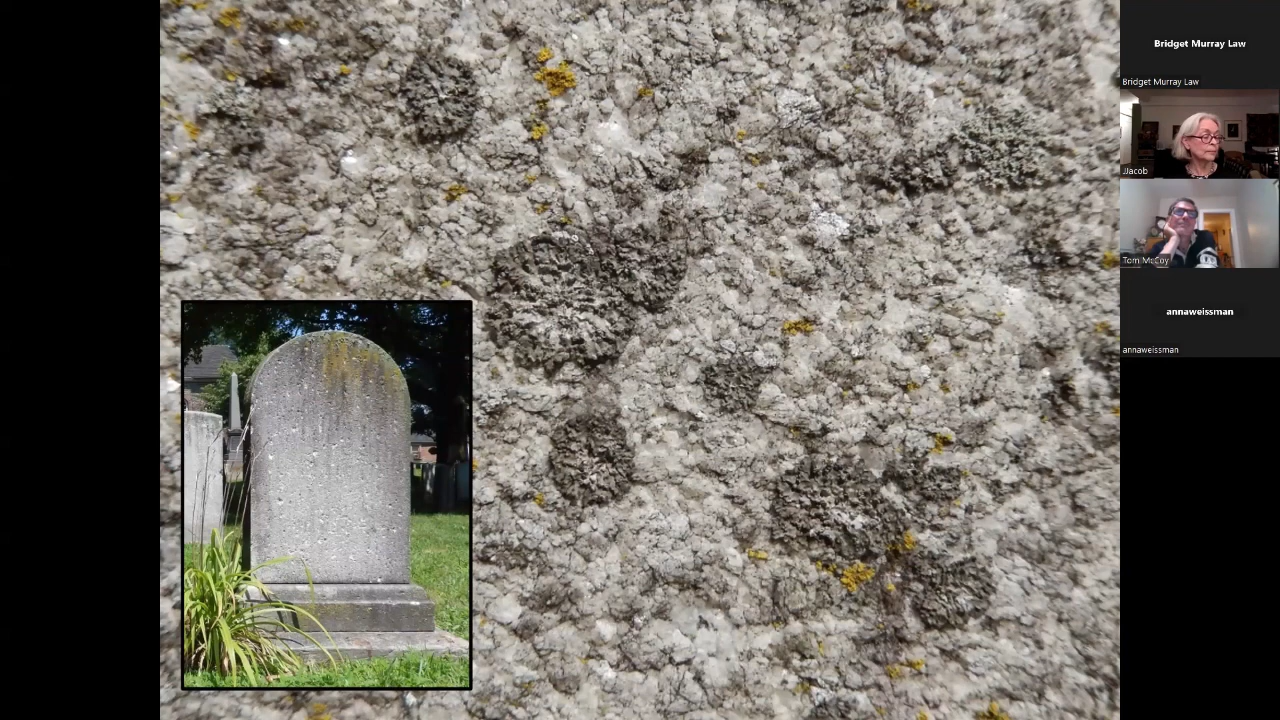 Bridget Murray Law
Bridget Murray Law
JJacob
Tom McCoy
annaweissman
annaweissman